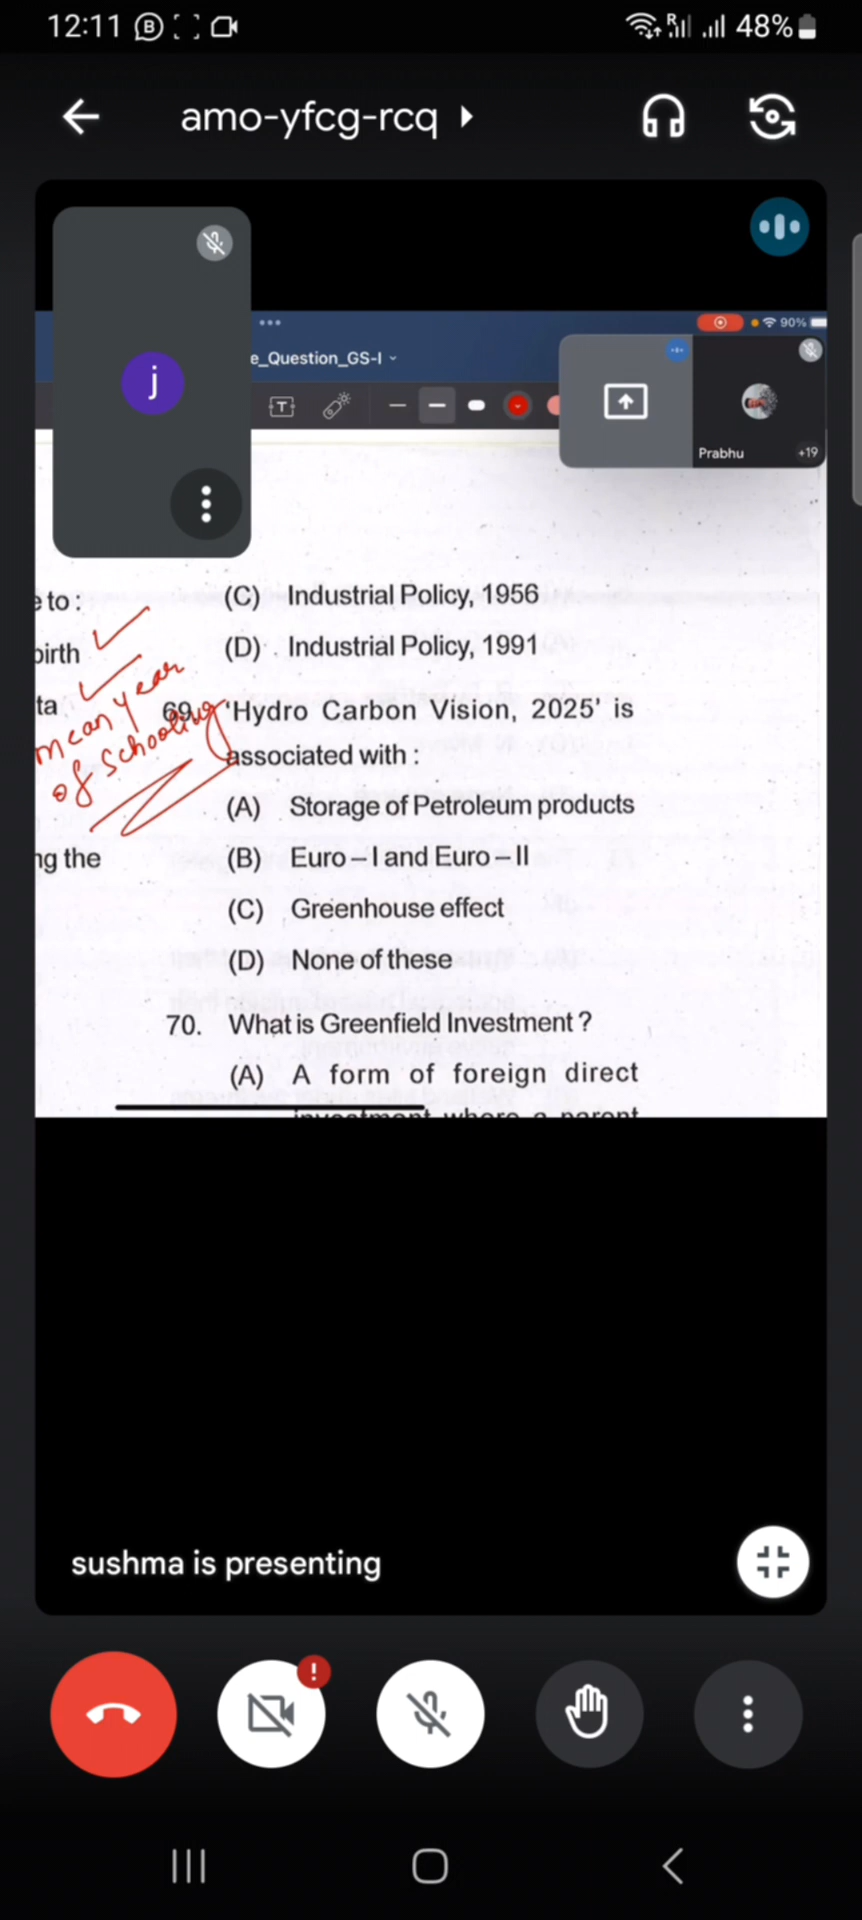 12:11
48%
amo-yfcg-rcq
90%
e_Question_GS-I
j
Prabhu
+19
e to :
birth
ta
mean year
of schooling
ng the
(C) Industrial Policy, 1956
(D) Industrial Policy, 1991
69. 'Hydro Carbon Vision, 2025' is
associated with :
(A) Storage of Petroleum products
(B) Euro – I and Euro – II
(C) Greenhouse effect
(D) None of these
70. What is Greenfield Investment ?
(A) A form of foreign direct
investment where a parent
sushma is presenting